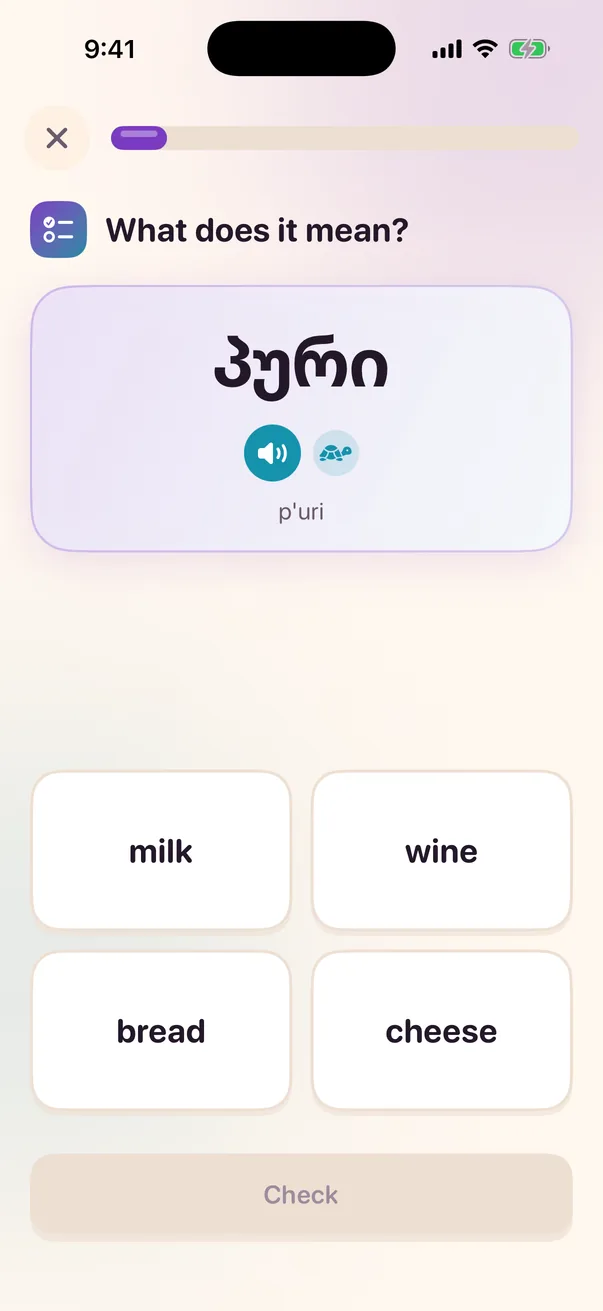 9:41
What does it mean?
პური
p'uri
milk
wine
bread
cheese
Check